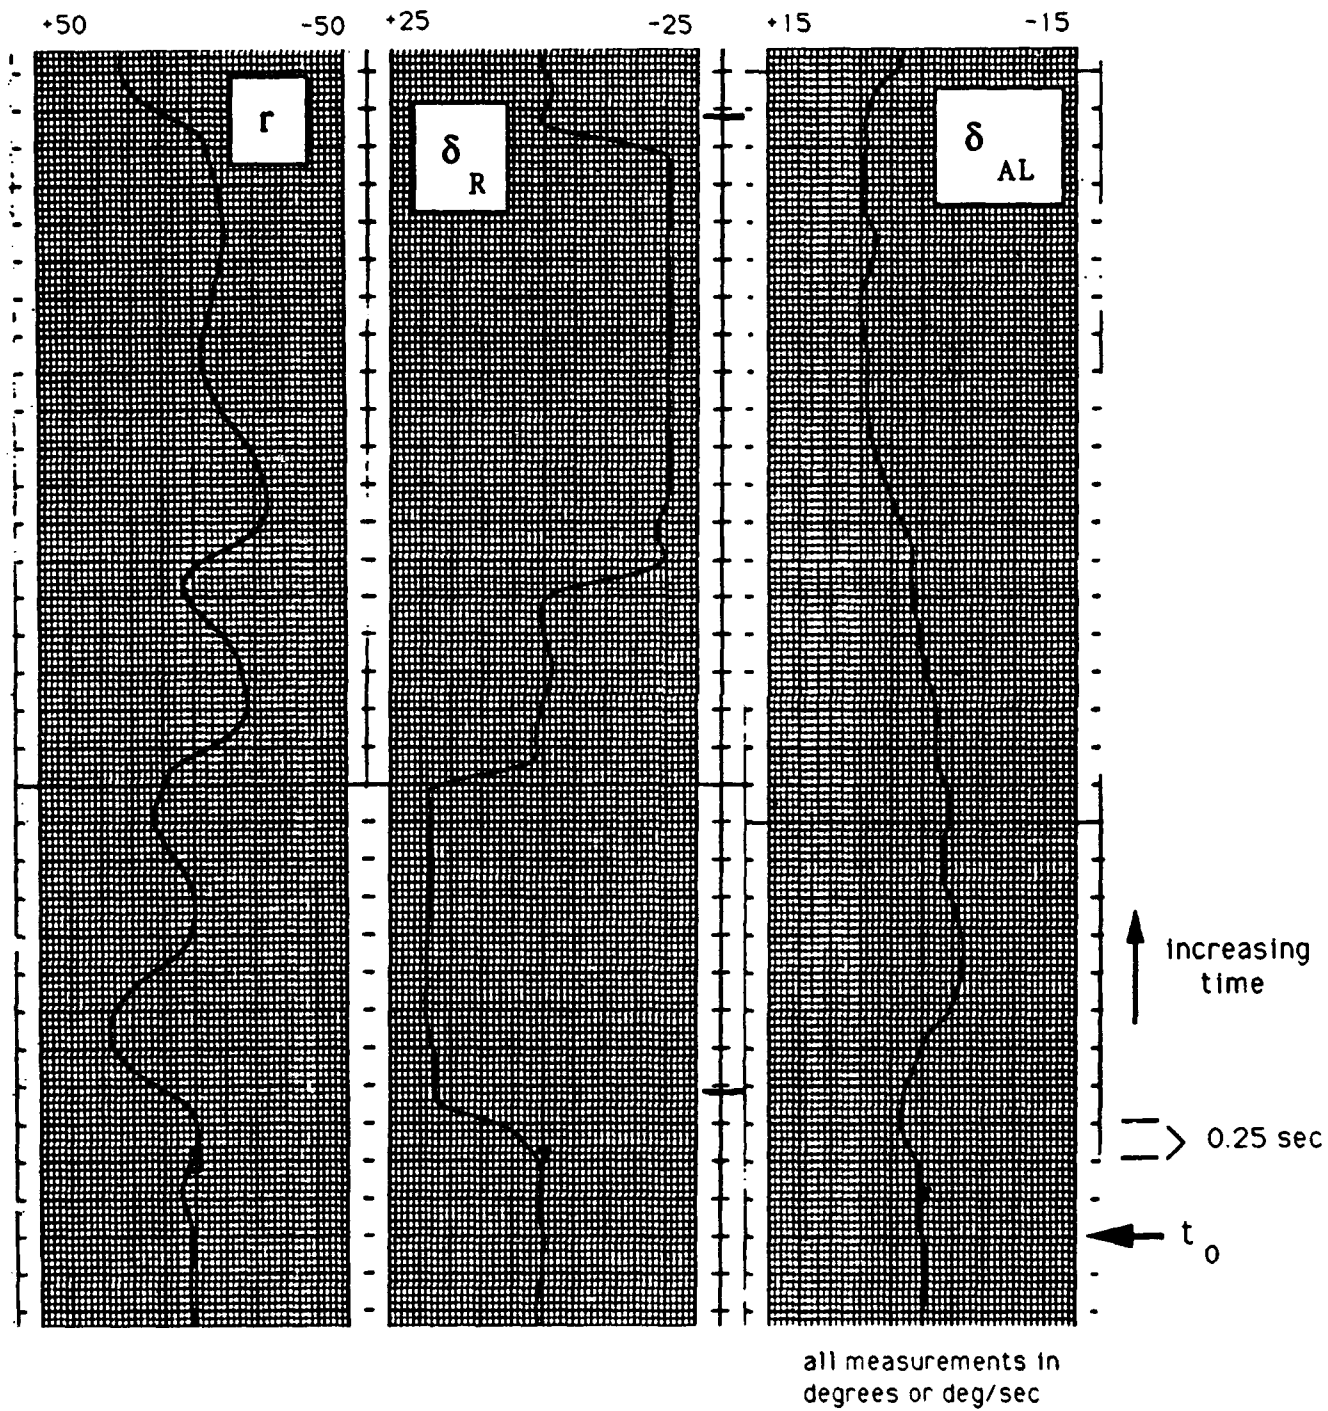 +50 -50 +25 -25 +15 -15
r
δ R
δ AL
increasing
time
0.25 sec
t 0
all measurements in
degrees or deg/sec